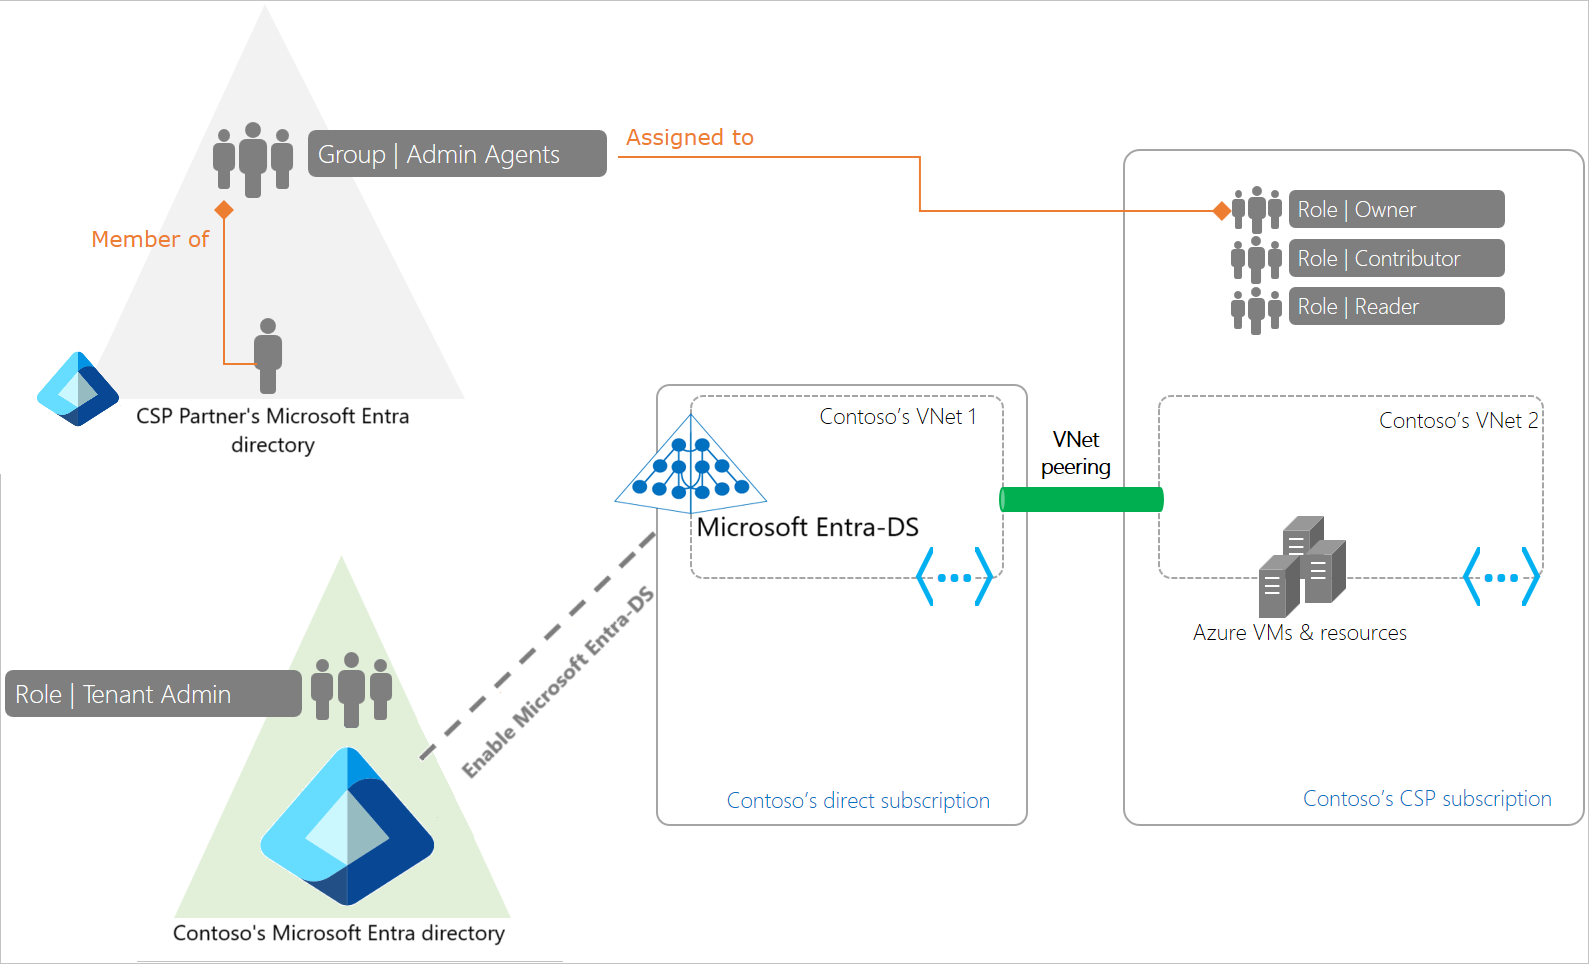 Group | Admin Agents
Assigned to
Member of
CSP Partner's Microsoft Entra
directory
Role | Owner
Role | Contributor
Role | Reader
Contoso's VNet 1
Microsoft Entra-DS
VNet
peering
Contoso's VNet 2
Azure VMs & resources
Enable Microsoft Entra-DS
Role | Tenant Admin
Contoso's Microsoft Entra directory
Contoso's direct subscription
Contoso's CSP subscription